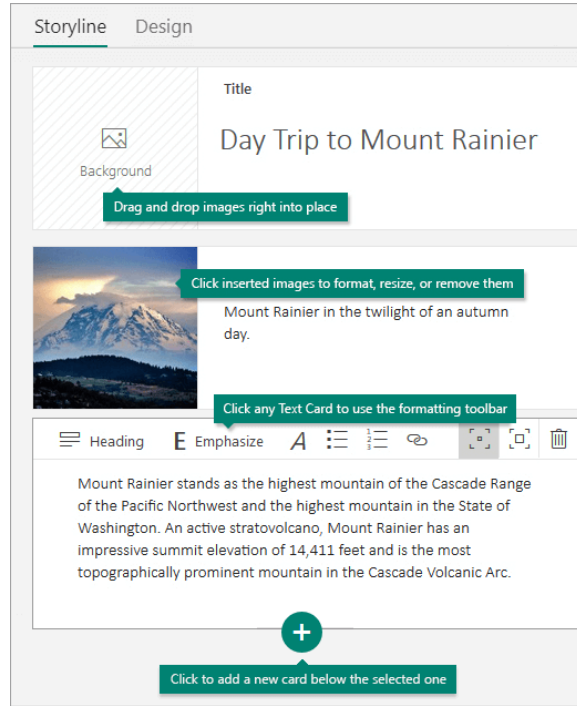 Storyline Design
Title
Day Trip to Mount Rainier
Background
Drag and drop images right into place
Click inserted images to format, resize, or remove them
Mount Rainier in the twilight of an autumn
day.
Click any Text Card to use the formatting toolbar
Heading E Emphasize A
Mount Rainier stands as the highest mountain of the Cascade Range
of the Pacific Northwest and the highest mountain in the State of
Washington. An active stratovolcano, Mount Rainier has an
impressive summit elevation of 14,411 feet and is the most
topographically prominent mountain in the Cascade Volcanic Arc.
Click to add a new card below the selected one